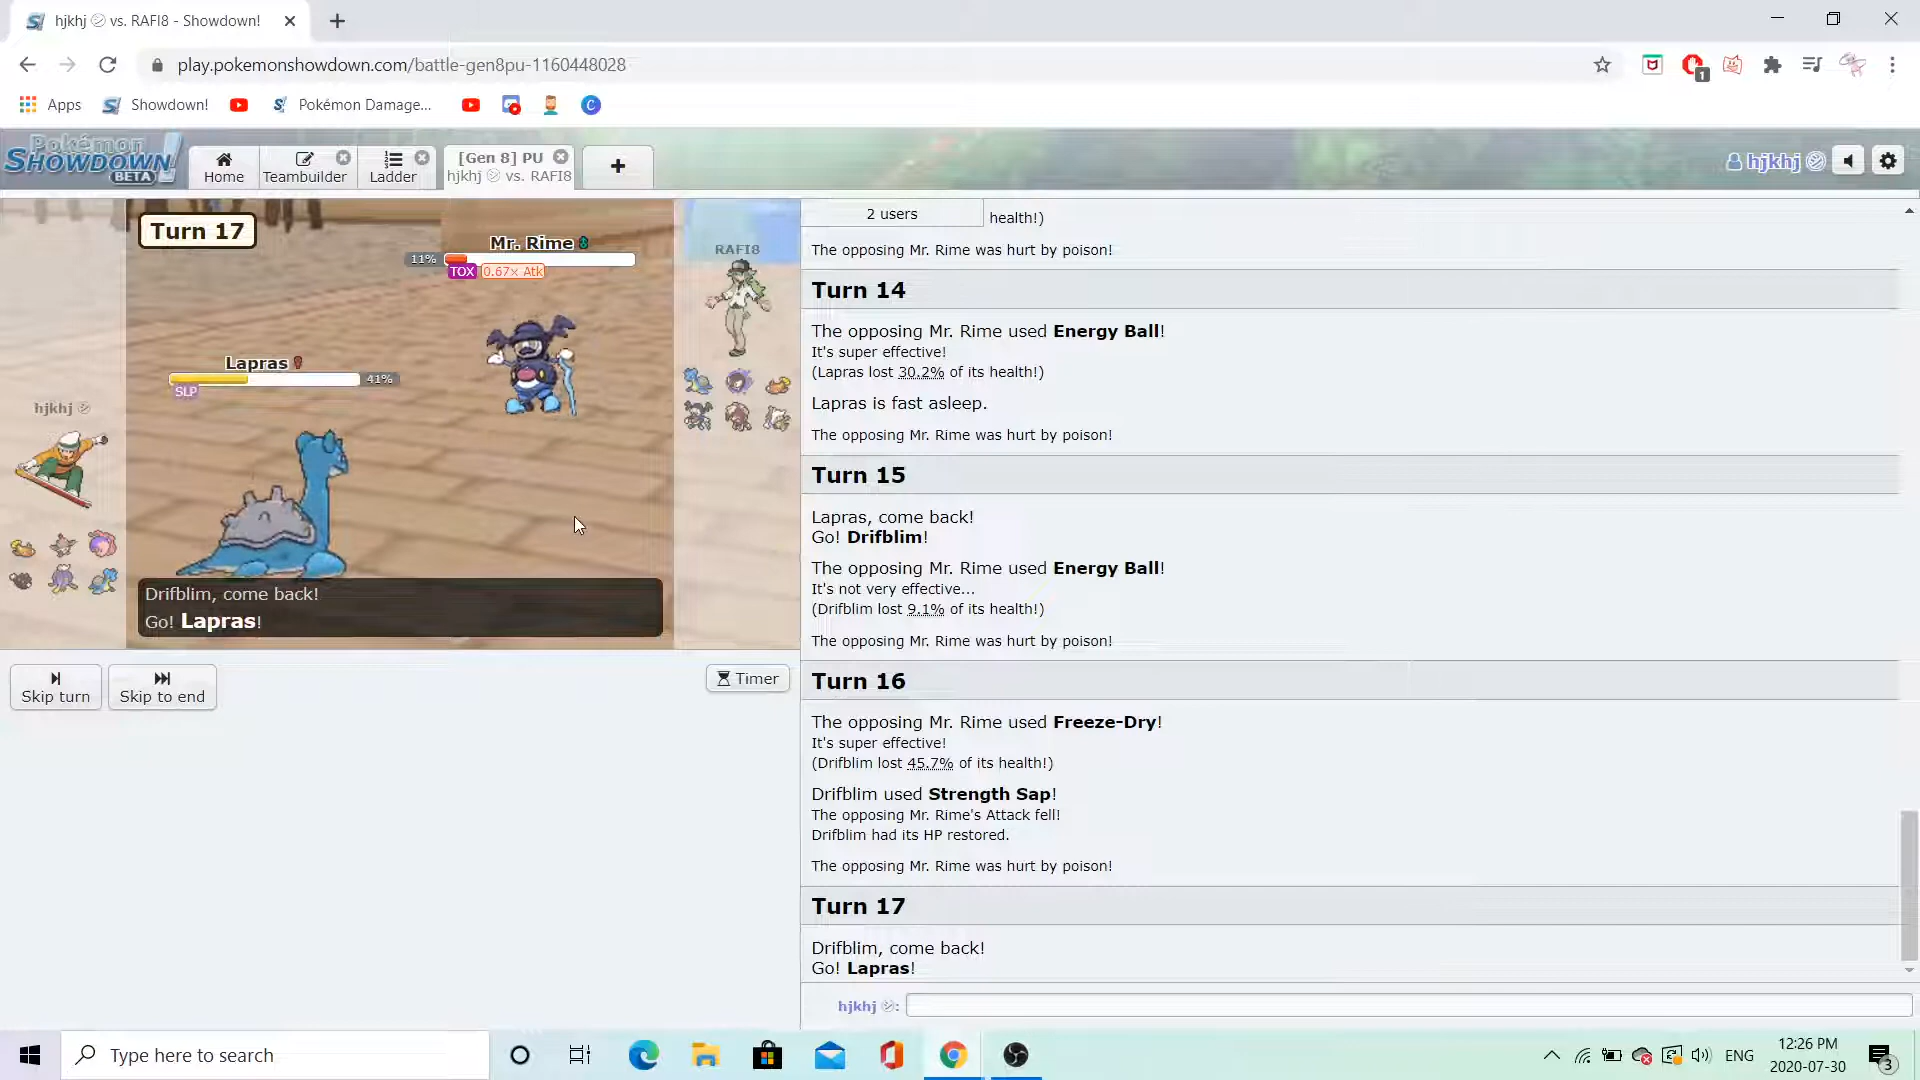 hjkhj vs. RAFI8 - Showdown!
play.pokemonshowdown.com/battle-gen8pu-1160448028
1
Apps
Showdown!
Pokémon Damage...
C
Pokémon
SHOWDOWN!
BETA
Home
Teambuilder
Ladder
[Gen 8] PU
hjkhj vs. RAFI8
+
hjkhj
Turn 17
Mr. Rime
11%
TOX 0.67× Atk
RAFI8
Lapras
41%
SLP
hjkhj
Drifblim, come back!
Go! Lapras!
Skip turn
Skip to end
Timer
2 users
health!)
The opposing Mr. Rime was hurt by poison!
Turn 14
The opposing Mr. Rime used Energy Ball!
It's super effective!
(Lapras lost 30.2% of its health!)
Lapras is fast asleep.
The opposing Mr. Rime was hurt by poison!
Turn 15
Lapras, come back!
Go! Drifblim!
The opposing Mr. Rime used Energy Ball!
It's not very effective...
(Drifblim lost 9.1% of its health!)
The opposing Mr. Rime was hurt by poison!
Turn 16
The opposing Mr. Rime used Freeze-Dry!
It's super effective!
(Drifblim lost 45.7% of its health!)
Drifblim used Strength Sap!
The opposing Mr. Rime's Attack fell!
Drifblim had its HP restored.
The opposing Mr. Rime was hurt by poison!
Turn 17
Drifblim, come back!
Go! Lapras!
hjkhj :
Type here to search
ENG
12:26 PM
2020-07-30
3